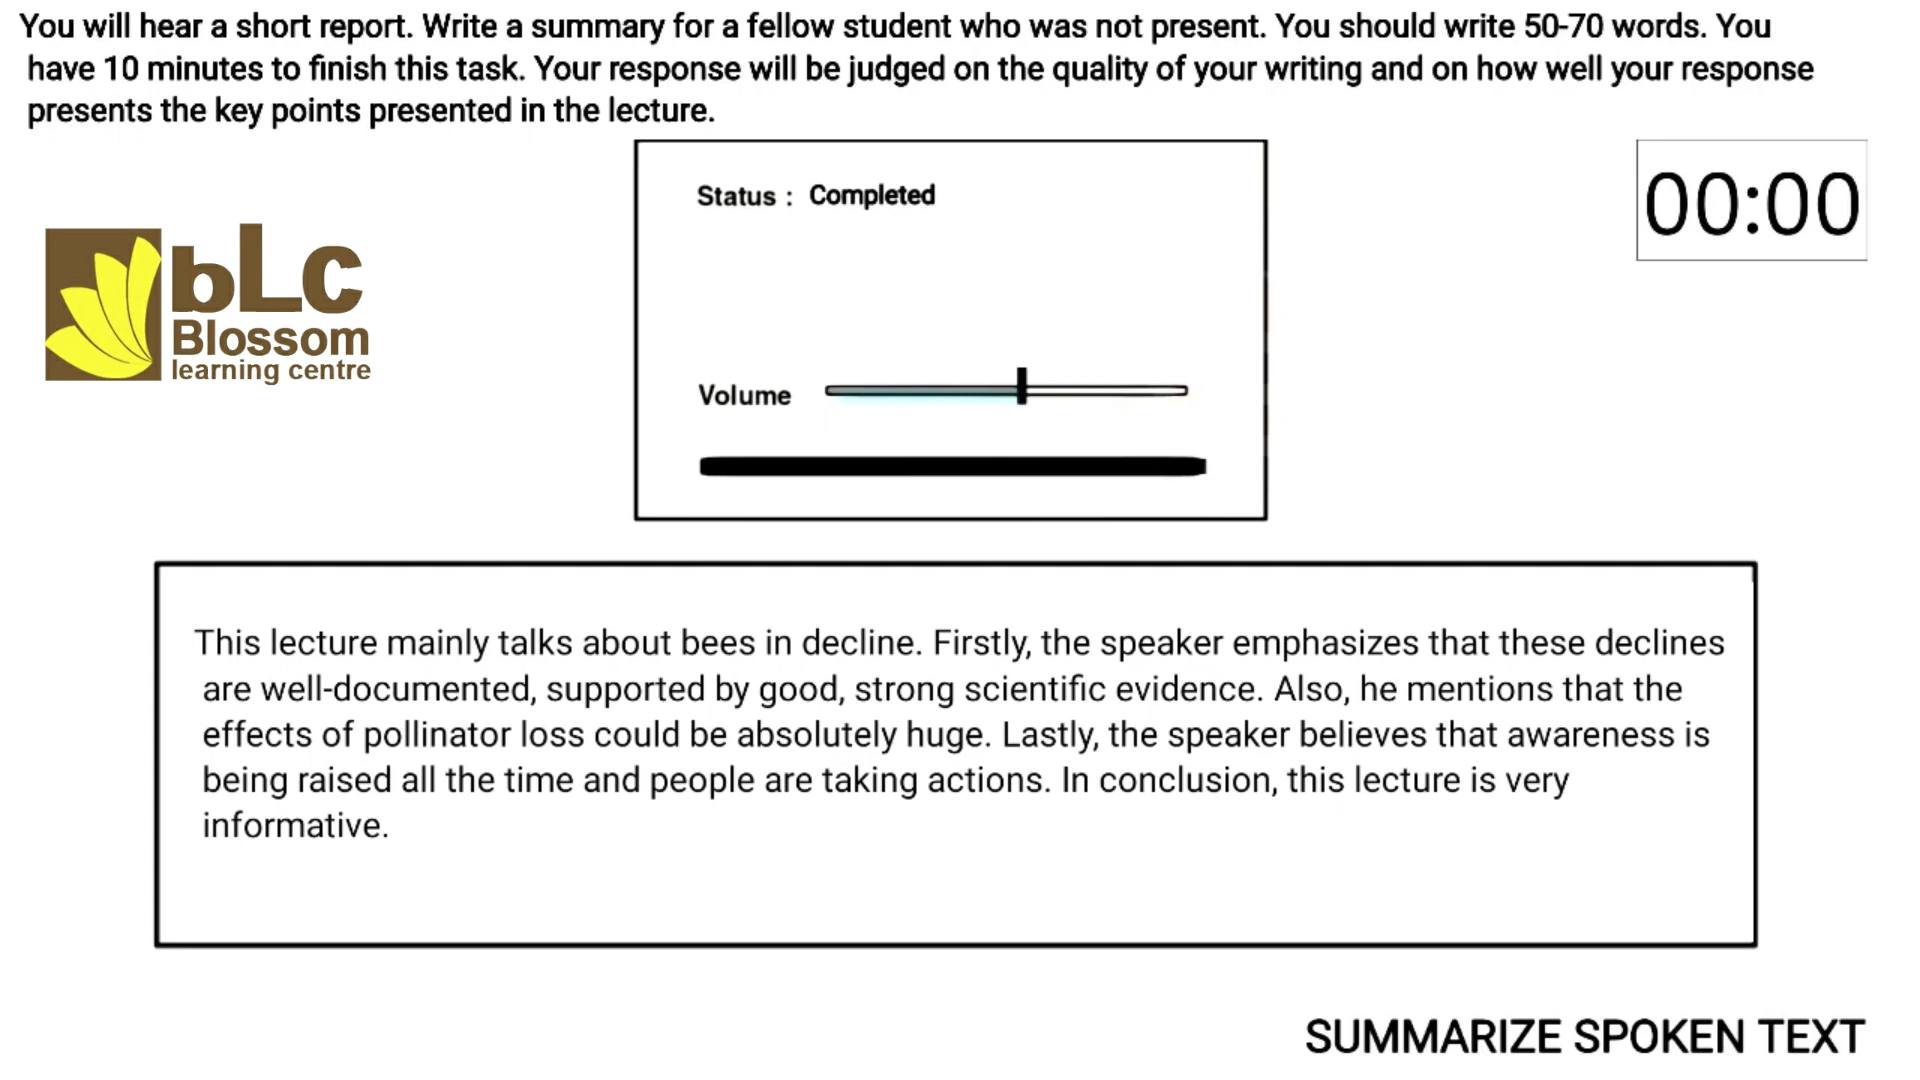 You will hear a short report. Write a summary for a fellow student who was not present. You should write 50-70 words. You
have 10 minutes to finish this task. Your response will be judged on the quality of your writing and on how well your response
presents the key points presented in the lecture.
Status : Completed
00:00
bLc
Blossom
learning centre
Volume
This lecture mainly talks about bees in decline. Firstly, the speaker emphasizes that these declines
are well-documented, supported by good, strong scientific evidence. Also, he mentions that the
effects of pollinator loss could be absolutely huge. Lastly, the speaker believes that awareness is
being raised all the time and people are taking actions. In conclusion, this lecture is very
informative.
SUMMARIZE SPOKEN TEXT